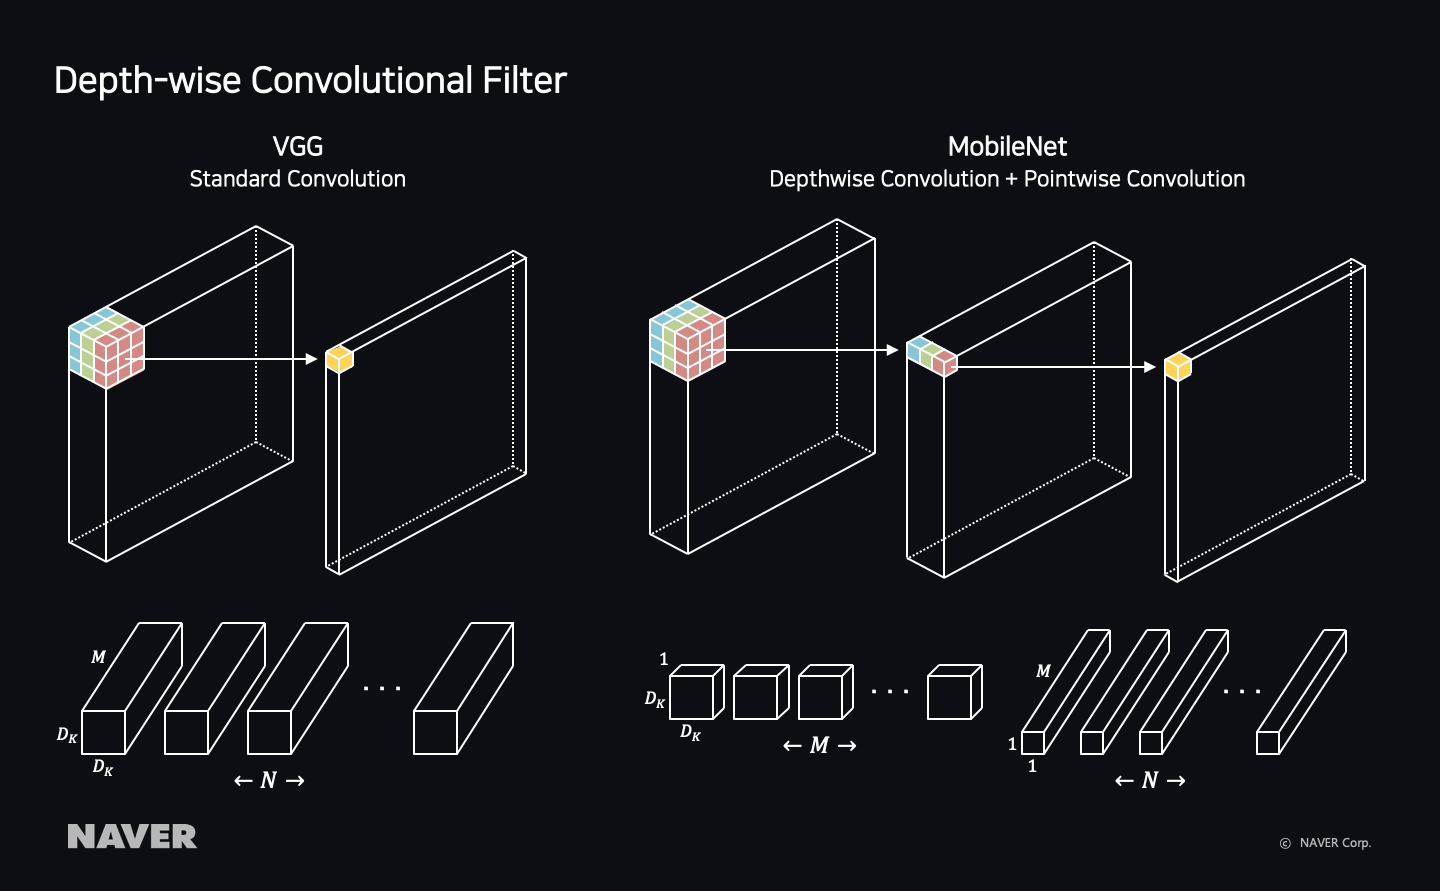 Depth-wise Convolutional Filter
VGG
Standard Convolution
MobileNet
Depthwise Convolution + Pointwise Convolution
M
D_K
D_K
← N →
1
D_K
D_K
← M →
M
1
1
← N →
NAVER
© NAVER Corp.